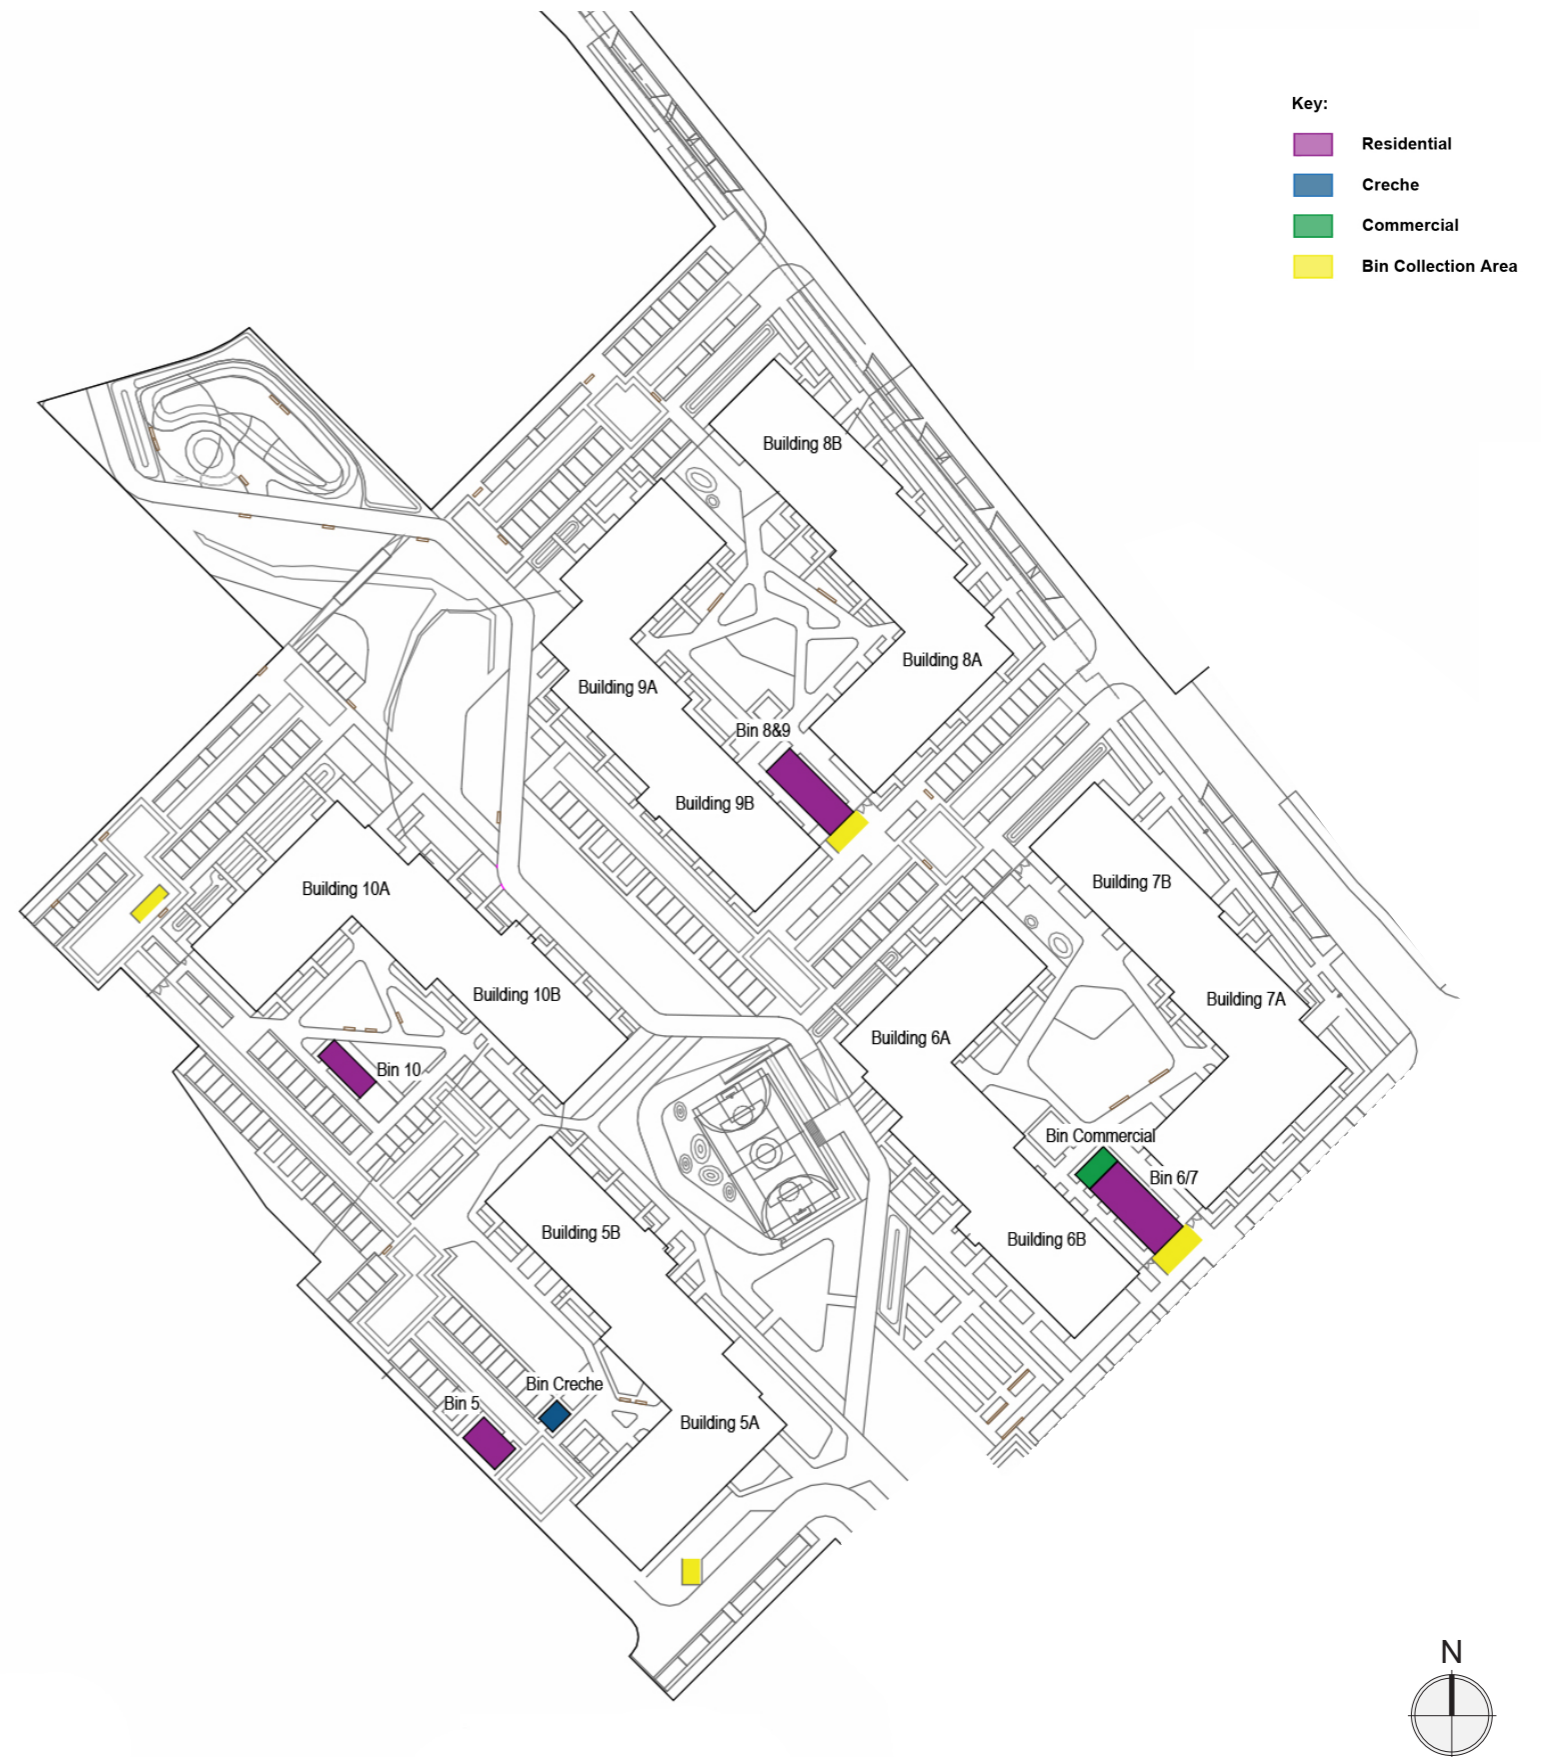 Key:
Residential
Creche
Commercial
Bin Collection Area
Building 8B
Building 8A
Building 9A
Bin 8&9
Building 9B
Building 7B
Building 10A
Building 10B
Building 7A
Building 6A
Bin 10
Bin Commercial
Bin 6/7
Building 5B
Building 6B
Bin Creche
Bin 5
Building 5A
N